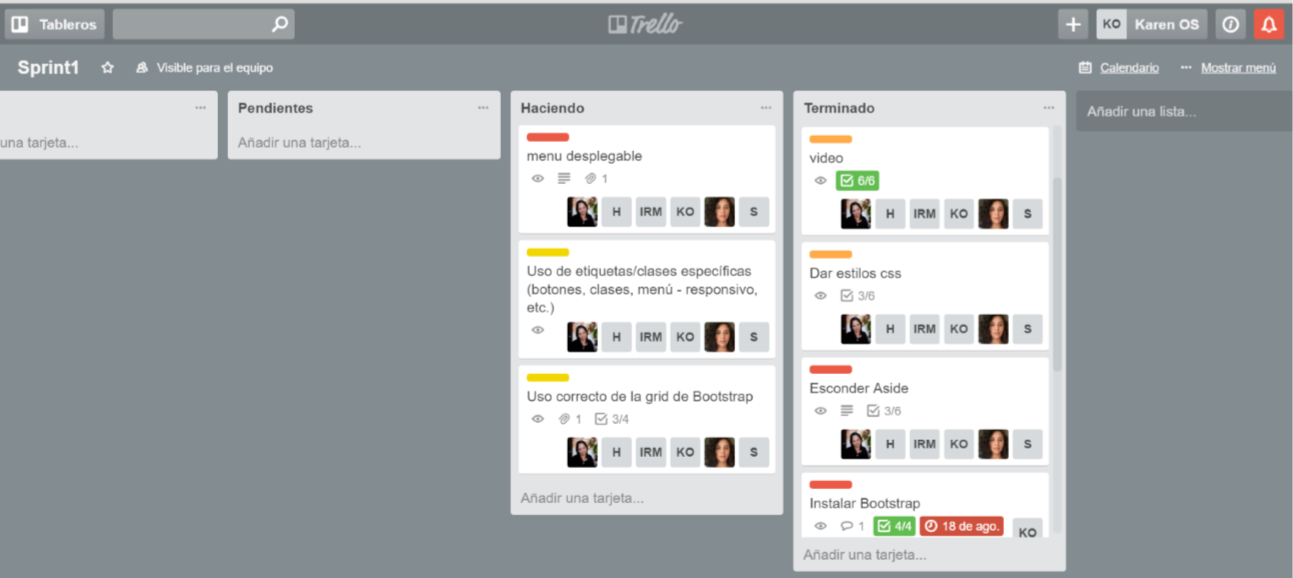 Tableros
Trello
KO Karen OS
Sprint1
Visible para el equipo
Calendario
... Mostrar menú
...
una tarjeta...
Pendientes ...
Añadir una tarjeta...
Haciendo ...
menu desplegable
1
H IRM KO S
Uso de etiquetas/clases específicas
(botones, clases, menú - responsivo,
etc.)
H IRM KO S
Uso correcto de la grid de Bootstrap
1 3/4
H IRM KO S
Añadir una tarjeta...
Terminado ...
video
6/6
H IRM KO S
Dar estilos css
3/6
H IRM KO S
Esconder Aside
3/6
H IRM KO S
Instalar Bootstrap
1 4/4 18 de ago.
KO
Añadir una tarjeta...
Añadir una lista...